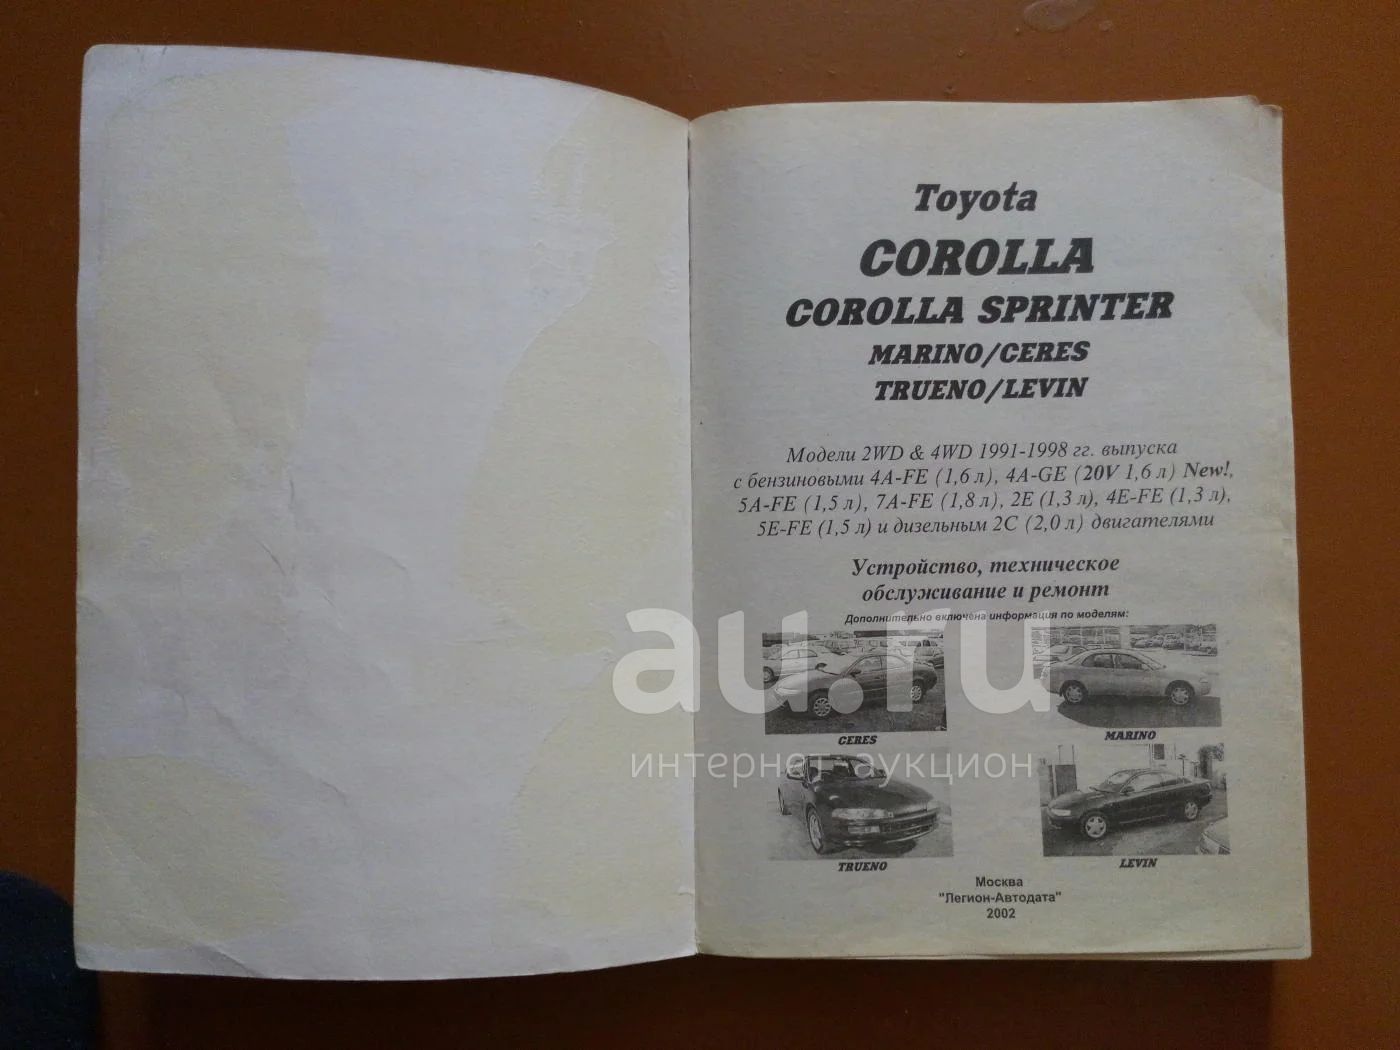 Toyota
COROLLA
COROLLA SPRINTER
MARINO/CERES
TRUENO/LEVIN
Модели 2WD & 4WD 1991-1998 гг. выпуска
с бензиновыми 4A-FE (1,6 л), 4A-GE (20V 1,6 л) New!,
5A-FE (1,5 л), 7A-FE (1,8 л), 2E (1,3 л), 4E-FE (1,3 л),
5E-FE (1,5 л) и дизельным 2C (2,0 л) двигателями
Устройство, техническое
обслуживание и ремонт
Дополнительно включена информация по моделям:
au.ru
интернет-аукцион
CERES
MARINO
TRUENO
LEVIN
Москва
"Легион-Автодата"
2002